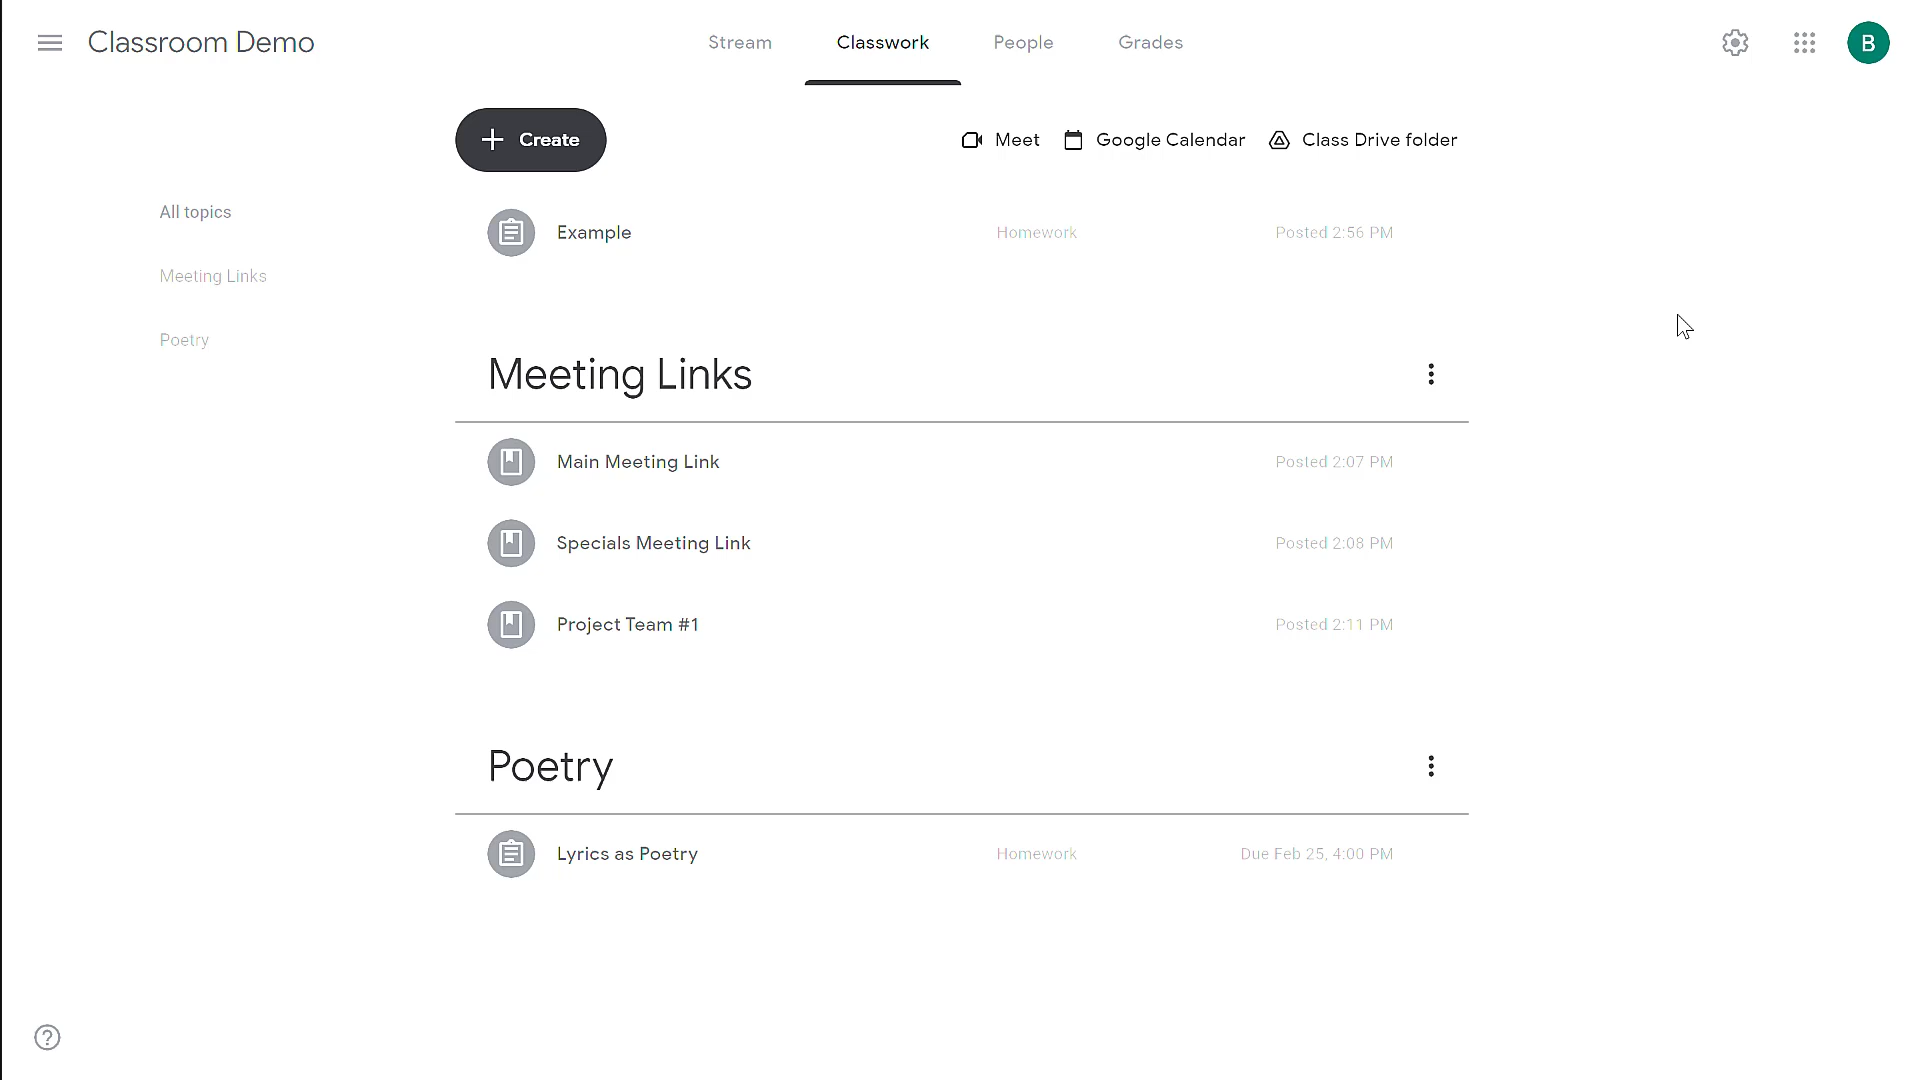 Classroom Demo
Stream
Classwork
People
Grades
B
Create
Meet
Google Calendar
Class Drive folder
All topics
Meeting Links
Poetry
Example Homework Posted 2:56 PM
Meeting Links
Main Meeting Link Posted 2:07 PM
Specials Meeting Link Posted 2:08 PM
Project Team #1 Posted 2:11 PM
Poetry
Lyrics as Poetry Homework Due Feb 25, 4:00 PM